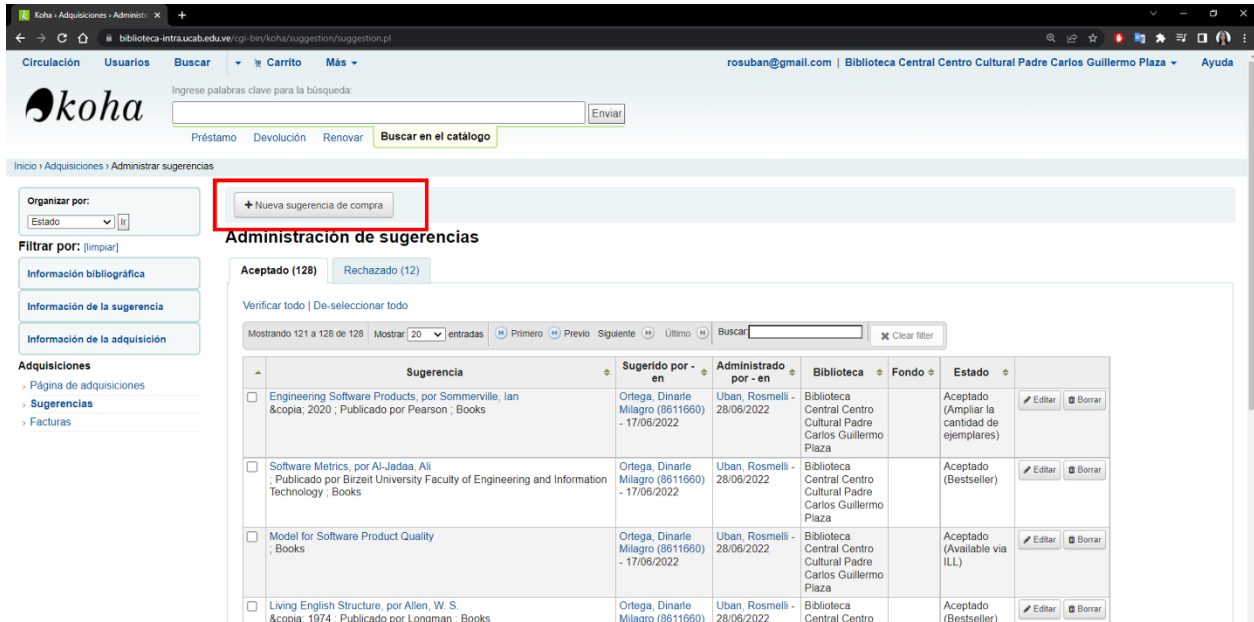 Koha › Adquisiciones › Administr
biblioteca-intra.ucab.edu.ve/cgi-bin/koha/suggestion/suggestion.pl
Circulación Usuarios Buscar Carrito Más rosuban@gmail.com | Biblioteca Central Centro Cultural Padre Carlos Guillermo Plaza Ayuda
koha
Ingrese palabras clave para la búsqueda:
Enviar
Préstamo Devolución Renovar Buscar en el catálogo
Inicio › Adquisiciones › Administrar sugerencias
Organizar por:
Estado Ir
Filtrar por: [limpiar]
Información bibliográfica
Información de la sugerencia
Información de la adquisición
Adquisiciones
› Página de adquisiciones
› Sugerencias
› Facturas
+ Nueva sugerencia de compra
Administración de sugerencias
Aceptado (128) Rechazado (12)
Verificar todo | De-seleccionar todo
Mostrando 121 a 128 de 128 Mostrar 20 entradas Primero Previo Siguiente Último Buscar: Clear filter
Sugerencia Sugerido por - en Administrado por - en Biblioteca Fondo Estado
Engineering Software Products, por Sommerville, Ian
&copia; 2020 ; Publicado por Pearson ; Books
Ortega, Dinarle
Milagro (8611660)
- 17/06/2022
Uban, Rosmelli -
28/06/2022
Biblioteca
Central Centro
Cultural Padre
Carlos Guillermo
Plaza
Aceptado
(Ampliar la
cantidad de
ejemplares)
Editar Borrar
Software Metrics, por Al-Jadaa, Ali
; Publicado por Birzeit University Faculty of Engineering and Information
Technology ; Books
Ortega, Dinarle
Milagro (8611660)
- 17/06/2022
Uban, Rosmelli -
28/06/2022
Biblioteca
Central Centro
Cultural Padre
Carlos Guillermo
Plaza
Aceptado
(Bestseller)
Editar Borrar
Model for Software Product Quality
; Books
Ortega, Dinarle
Milagro (8611660)
- 17/06/2022
Uban, Rosmelli -
28/06/2022
Biblioteca
Central Centro
Cultural Padre
Carlos Guillermo
Plaza
Aceptado
(Available via
ILL)
Editar Borrar
Living English Structure, por Allen, W. S.
&copia; 1974 ; Publicado por Longman ; Books
Ortega, Dinarle
Milagro (8611660)
Uban, Rosmelli -
28/06/2022
Biblioteca
Central Centro
Aceptado
(Bestseller)
Editar Borrar